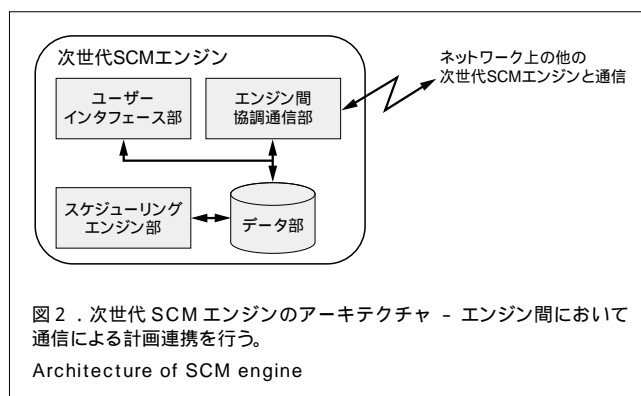 次世代SCMエンジン
ネットワーク上の他の
次世代SCMエンジンと通信
ユーザー
インタフェース部
エンジン間
協調通信部
スケジューリング
エンジン部
データ部
図2．次世代SCMエンジンのアーキテクチャ － エンジン間において
通信による計画連携を行う。
Architecture of SCM engine